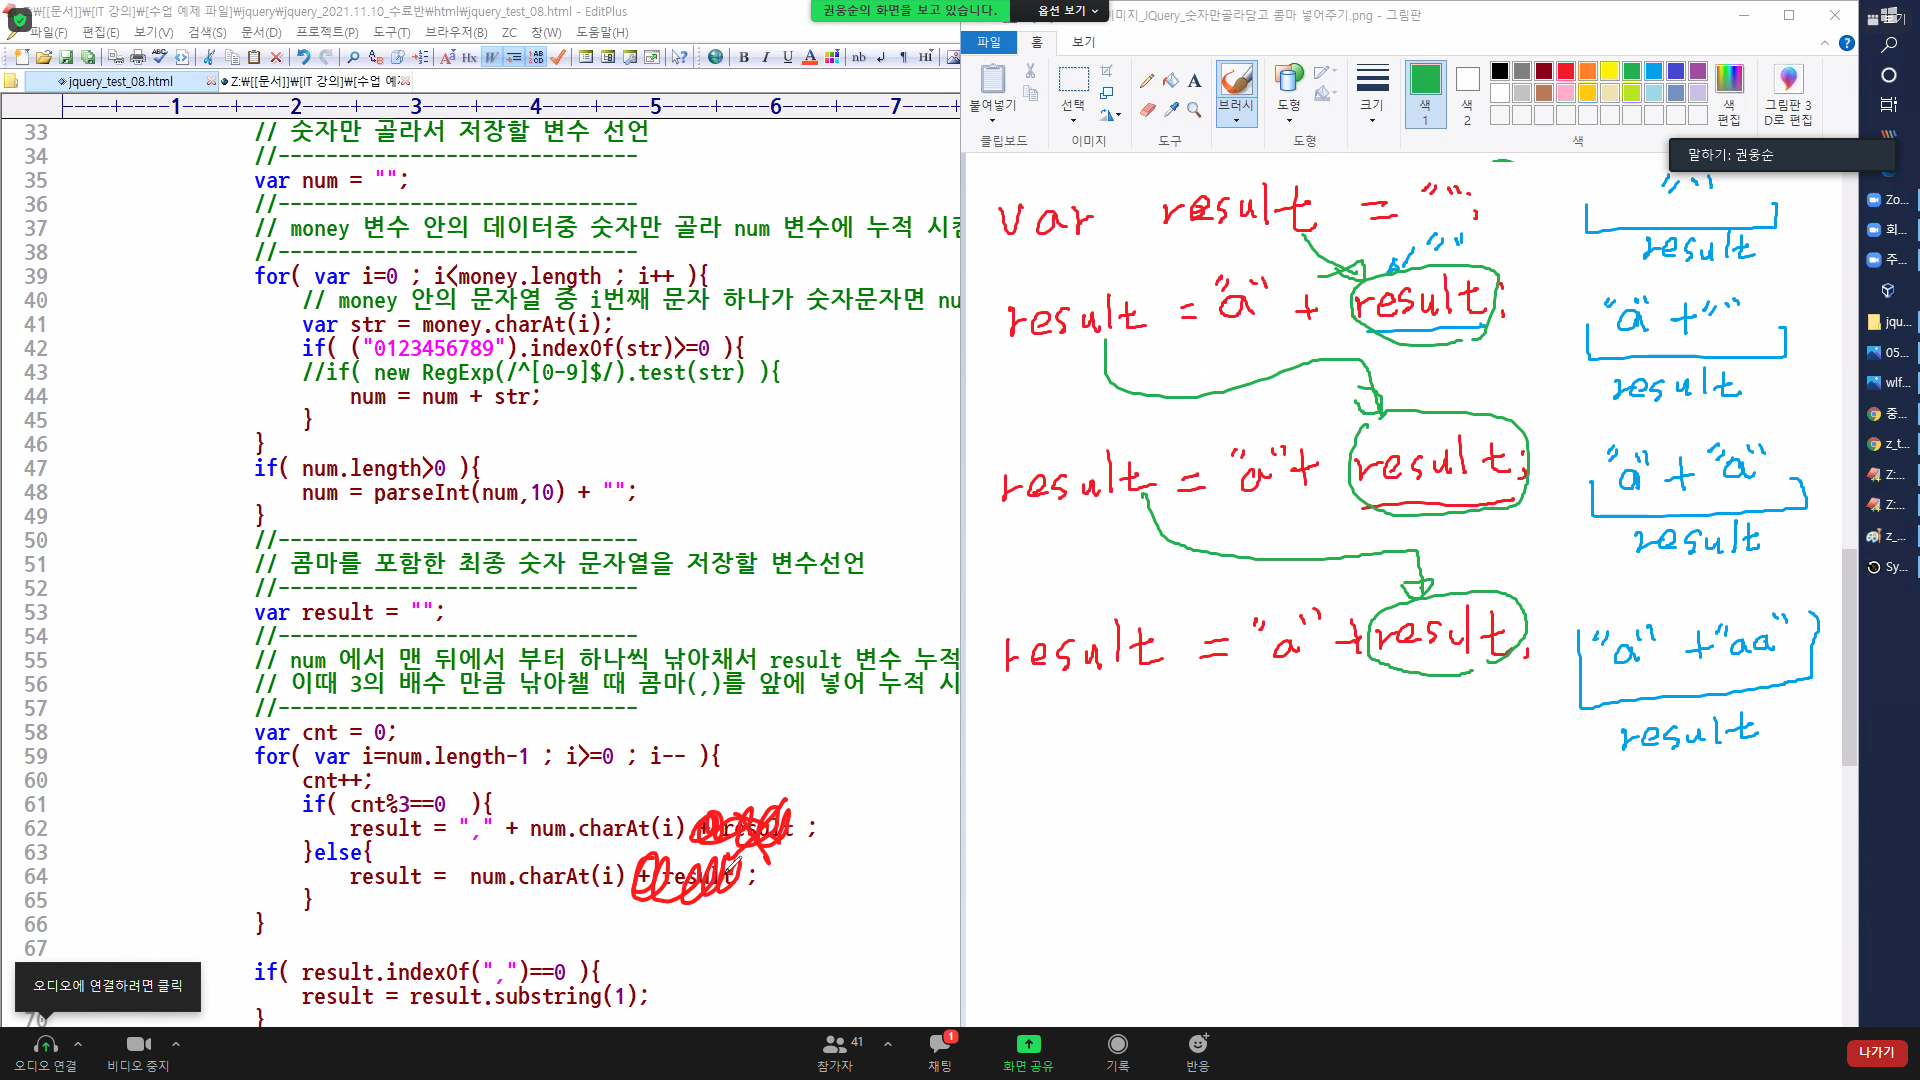 Z:₩[[문서]]₩[IT 강의]₩[수업 예제 파일]₩jquery₩jquery_2021.11.10_수료반₩html₩jquery_test_08.html - EditPlus
권웅순의 화면을 보고 있습니다.
옵션 보기
이미지_JQuery_숫자만골라담고 콤마 넣어주기.png - 그림판
파일(F) 편집(E) 보기(V) 검색(S) 문서(D) 프로젝트(P) 도구(T) 브라우저(B) ZC 창(W) 도움말(H)
파일 홈 보기
jquery_test_08.html
Z:₩[[문서]]₩[IT 강의]₩[수업 예제
----+----1----+----2----+----3----+----4----+----5----+----6----+----7----
33 // 숫자만 골라서 저장할 변수 선언
34 //------------------------------
35 var num = "";
36 //------------------------------
37 // money 변수 안의 데이터중 숫자만 골라 num 변수에 누적 시킴
38 //------------------------------
39 for( var i=0 ; i<money.length ; i++ ){
40 // money 안의 문자열 중 i번째 문자 하나가 숫자문자면 nu
41 var str = money.charAt(i);
42 if( ("0123456789").indexOf(str)>=0 ){
43 //if( new RegExp(/^[0-9]$/).test(str) ){
44 num = num + str;
45 }
46 }
47 if( num.length>0 ){
48 num = parseInt(num,10) + "";
49 }
50 //------------------------------
51 // 콤마를 포함한 최종 숫자 문자열을 저장할 변수선언
52 //------------------------------
53 var result = "";
54 //------------------------------
55 // num 에서 맨 뒤에서 부터 하나씩 낚아채서 result 변수 누적
56 // 이때 3의 배수 만큼 낚아챌 때 콤마(,)를 앞에 넣어 누적 시
57 //------------------------------
58 var cnt = 0;
59 for( var i=num.length-1 ; i>=0 ; i-- ){
60 cnt++;
61 if( cnt%3==0 ){
62 result = "," + num.charAt(i) + result ;
63 }else{
64 result = num.charAt(i) + result ;
65 }
66 }
67
if( result.indexOf(",")==0 ){
result = result.substring(1);
70 }
붙여넣기 선택 브러시 도형 크기 색 1 색 2 색 편집 그림판 3D로 편집
클립보드 이미지 도구 도형 색
말하기: 권웅순
var result = "";
""
result
""
result = "a" + result;
"a" + ""
result
result = "a" + result;
"a" + "a"
result
result = "a" + result;
"a" + "aa"
result
Zo...
회...
주...
jqu...
05...
wlf...
중...
z_t...
Z:...
Z:...
z_...
Sy...
오디오에 연결하려면 클릭
오디오 연결 비디오 중지 참가자 41 채팅 1 화면 공유 기록 반응 나가기